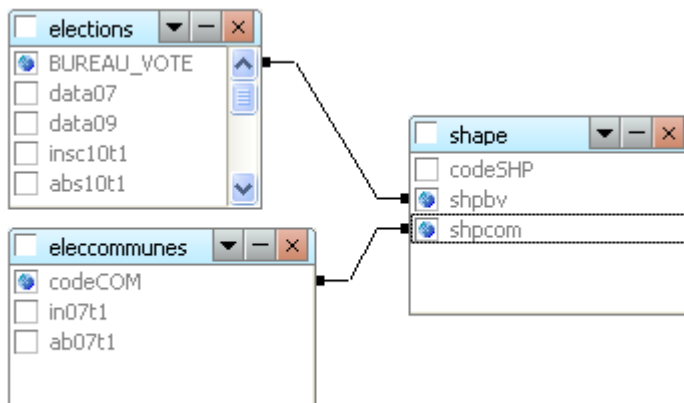 elections
BUREAU_VOTE
data07
data09
insc10t1
abs10t1
shape
codeSHP
shpbv
shpcom
eleccommunes
codeCOM
in07t1
ab07t1